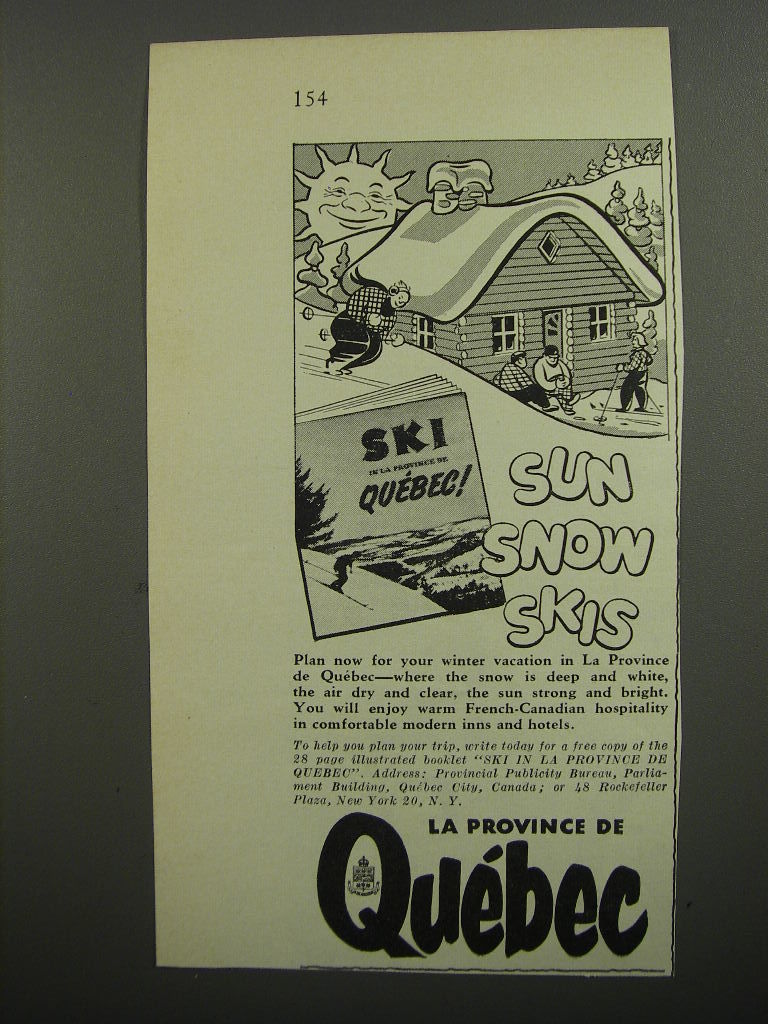 154
SKI
IN LA PROVINCE DE
QUÉBEC!
SUN
SNOW
SKIS
Plan now for your winter vacation in La Province
de Québec—where the snow is deep and white,
the air dry and clear, the sun strong and bright.
You will enjoy warm French-Canadian hospitality
in comfortable modern inns and hotels.
To help you plan your trip, write today for a free copy of the
28 page illustrated booklet “SKI IN LA PROVINCE DE
QUEBEC”. Address: Provincial Publicity Bureau, Parlia-
ment Building, Québec City, Canada; or 48 Rockefeller
Plaza, New York 20, N. Y.
LA PROVINCE DE
Québec